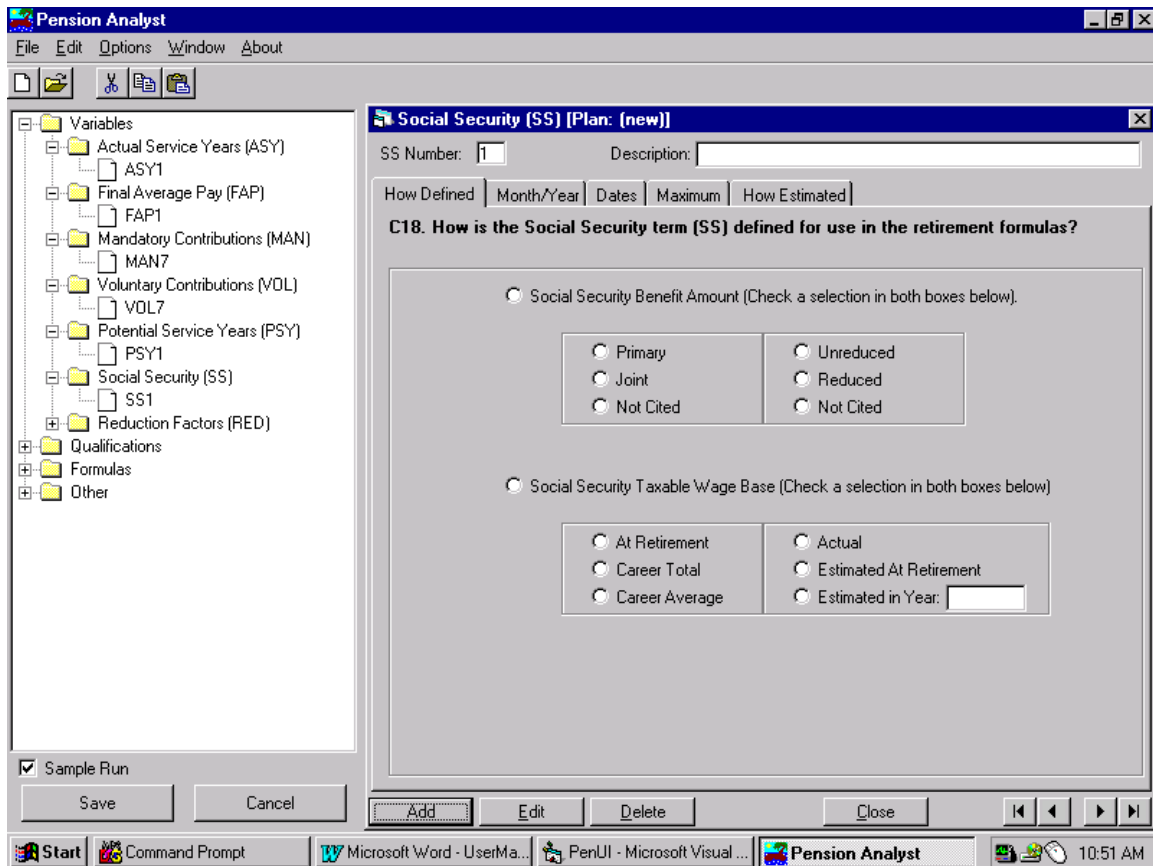 Pension Analyst
File Edit Options Window About
Variables
Actual Service Years (ASY)
ASY1
Final Average Pay (FAP)
FAP1
Mandatory Contributions (MAN)
MAN7
Voluntary Contributions (VOL)
VOL7
Potential Service Years (PSY)
PSY1
Social Security (SS)
SS1
Reduction Factors (RED)
Qualifications
Formulas
Other
Sample Run
Save Cancel
Social Security (SS) [Plan: (new)]
SS Number: 1 Description:
How Defined Month/Year Dates Maximum How Estimated
C18. How is the Social Security term (SS) defined for use in the retirement formulas?
Social Security Benefit Amount (Check a selection in both boxes below).
Primary Unreduced
Joint Reduced
Not Cited Not Cited
Social Security Taxable Wage Base (Check a selection in both boxes below)
At Retirement Actual
Career Total Estimated At Retirement
Career Average Estimated in Year:
Add Edit Delete Close
Start Command Prompt Microsoft Word - UserMa... PenUI - Microsoft Visual ... Pension Analyst 10:51 AM